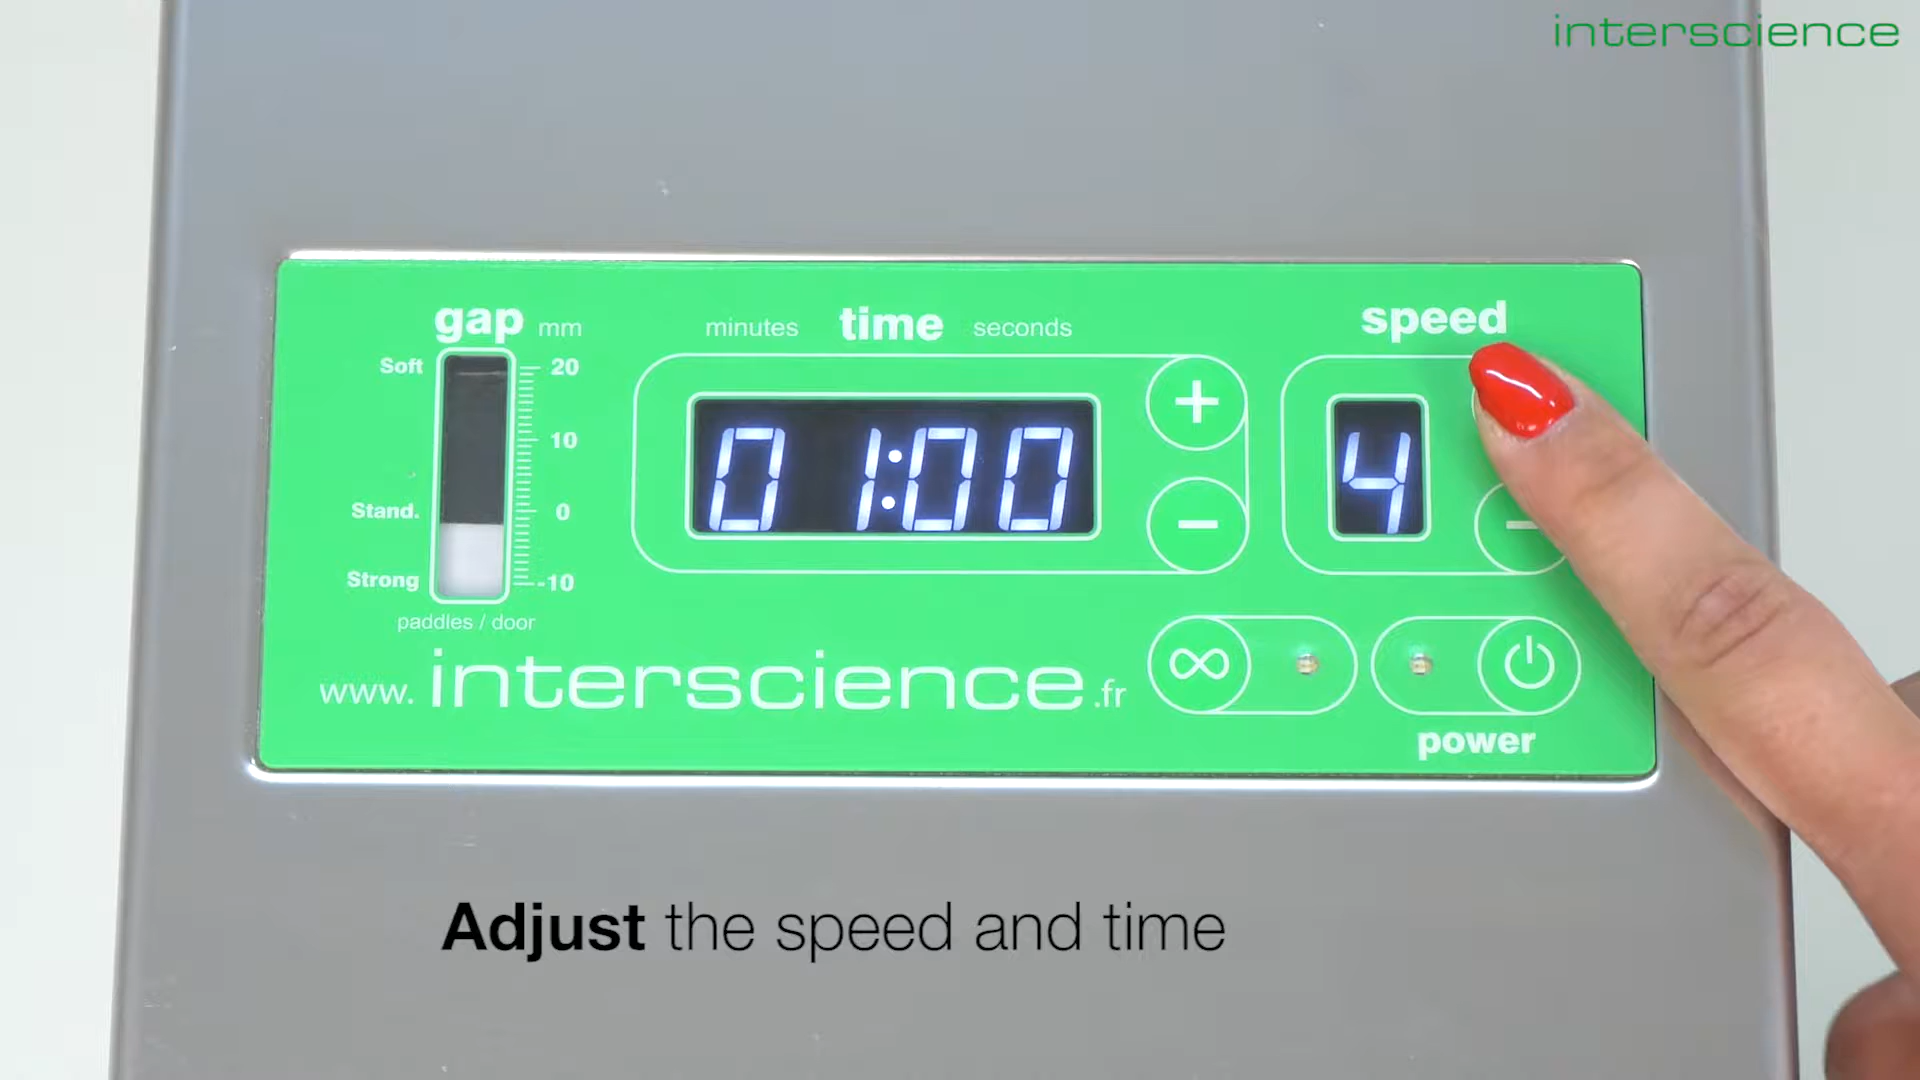 interscience
gap mm
minutes time seconds
speed
Soft
20
10
Stand.
0
Strong
-10
paddles / door
01:00
+
−
4
−
∞
www.interscience.fr
power
Adjust the speed and time